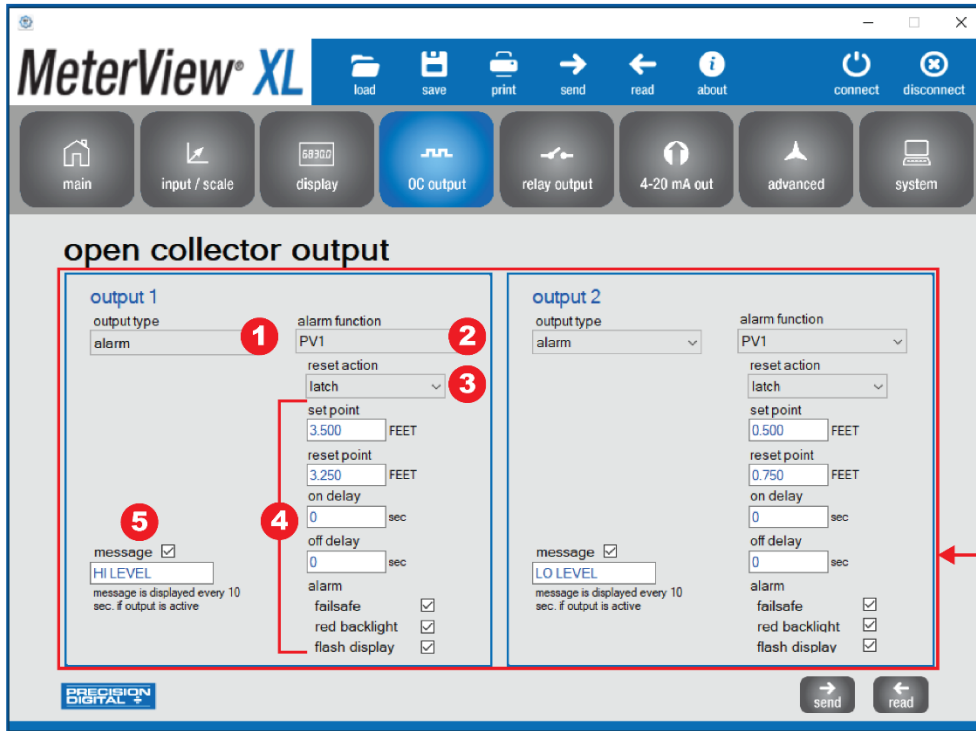 MeterView® XL
load
save
print
send
read
about
connect
disconnect
main
input / scale
68300
display
OC output
relay output
4-20 mA out
advanced
system
open collector output
output 1
output type
alarm
1
alarm function
PV1
2
reset action
latch
3
set point
3.500 FEET
reset point
3.250 FEET
on delay
0 sec
4
off delay
0 sec
alarm
failsafe
red backlight
flash display
5
message
HI LEVEL
message is displayed every 10
sec. if output is active
output 2
output type
alarm
alarm function
PV1
reset action
latch
set point
0.500 FEET
reset point
0.750 FEET
on delay
0 sec
off delay
0 sec
alarm
failsafe
red backlight
flash display
message
LO LEVEL
message is displayed every 10
sec. if output is active
PRECISION
DIGITAL
send
read